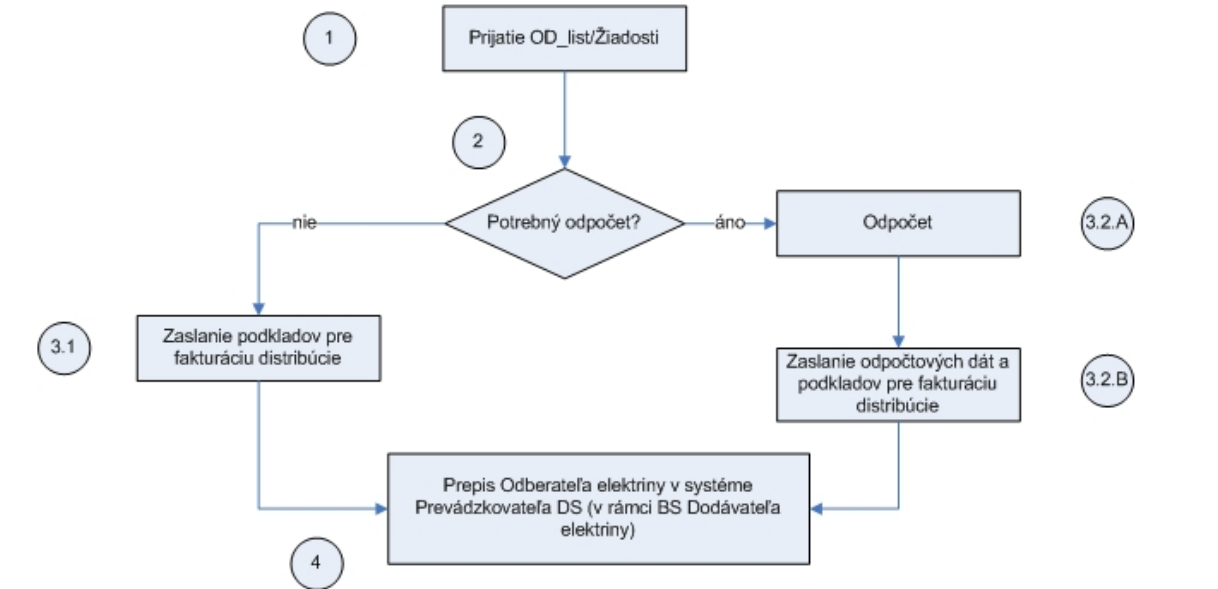 1
Prijatie OD_list/Žiadosti
2
Potrebný odpočet?
nie
áno
Odpočet
3.2.A
3.1
Zaslanie podkladov pre
fakturáciu distribúcie
Zaslanie odpočtových dát a
podkladov pre fakturáciu
distribúcie
3.2.B
Prepis Odberateľa elektriny v systéme
Prevádzkovateľa DS (v rámci BS Dodávateľa
elektriny)
4